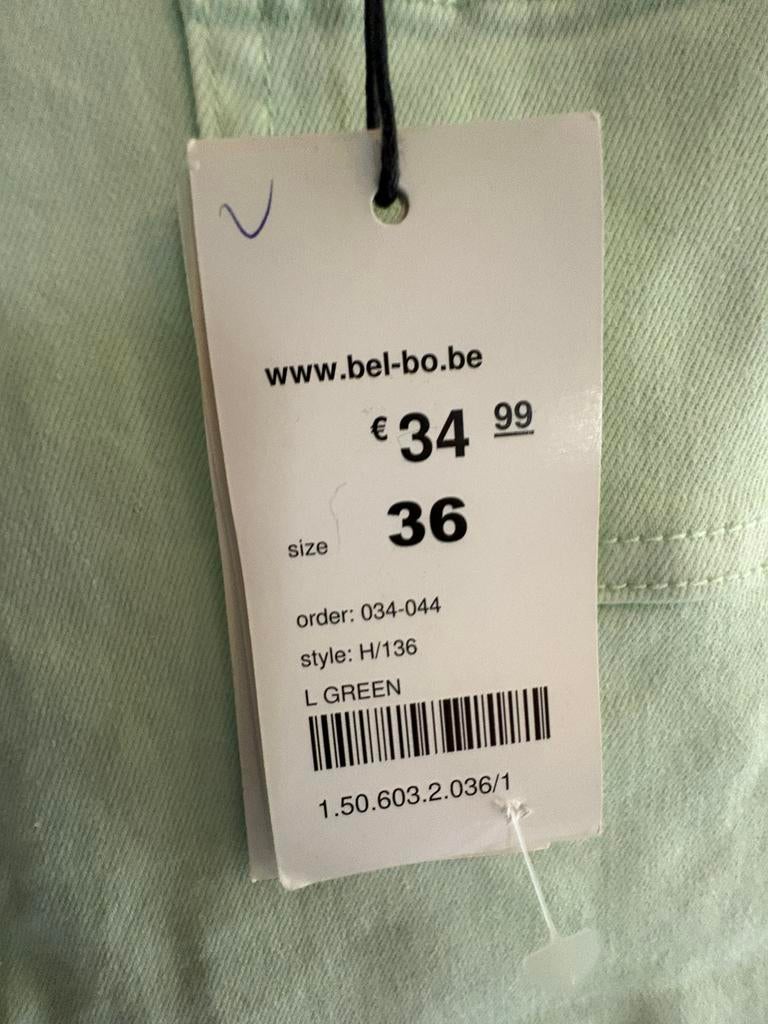 www.bel-bo.be
€ 34 99
size 36
order: 034-044
style: H/136
L GREEN
1.50.603.2.036/1